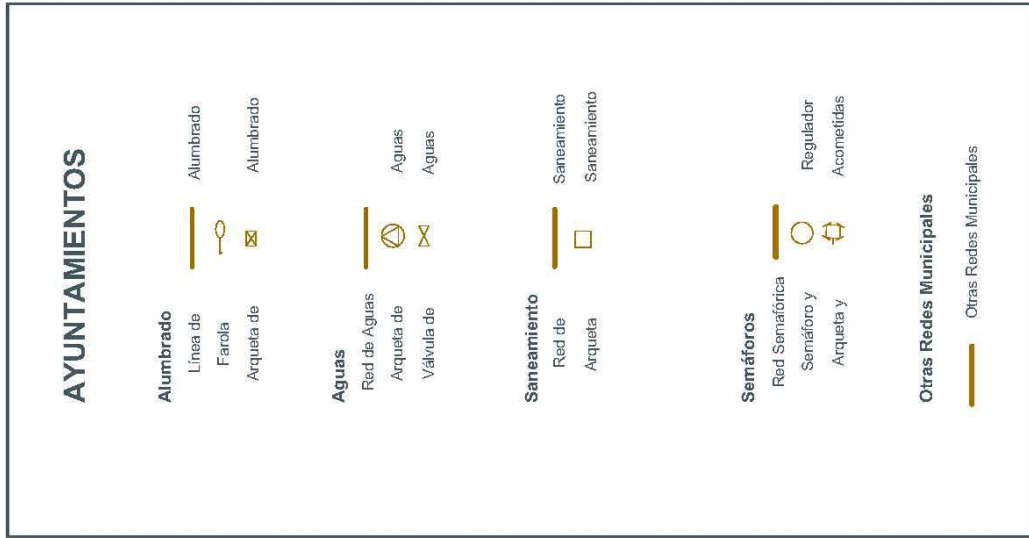 AYUNTAMIENTOS
Alumbrado
Línea de Alumbrado
Farola
Arqueta de Alumbrado
Aguas
Red de Aguas
Arqueta de Aguas
Válvula de Aguas
Saneamiento
Red de Saneamiento
Arqueta Saneamiento
Semáforos
Red Semafórica
Semáforo y Regulador
Arqueta y Acometidas
Otras Redes Municipales
Otras Redes Municipales